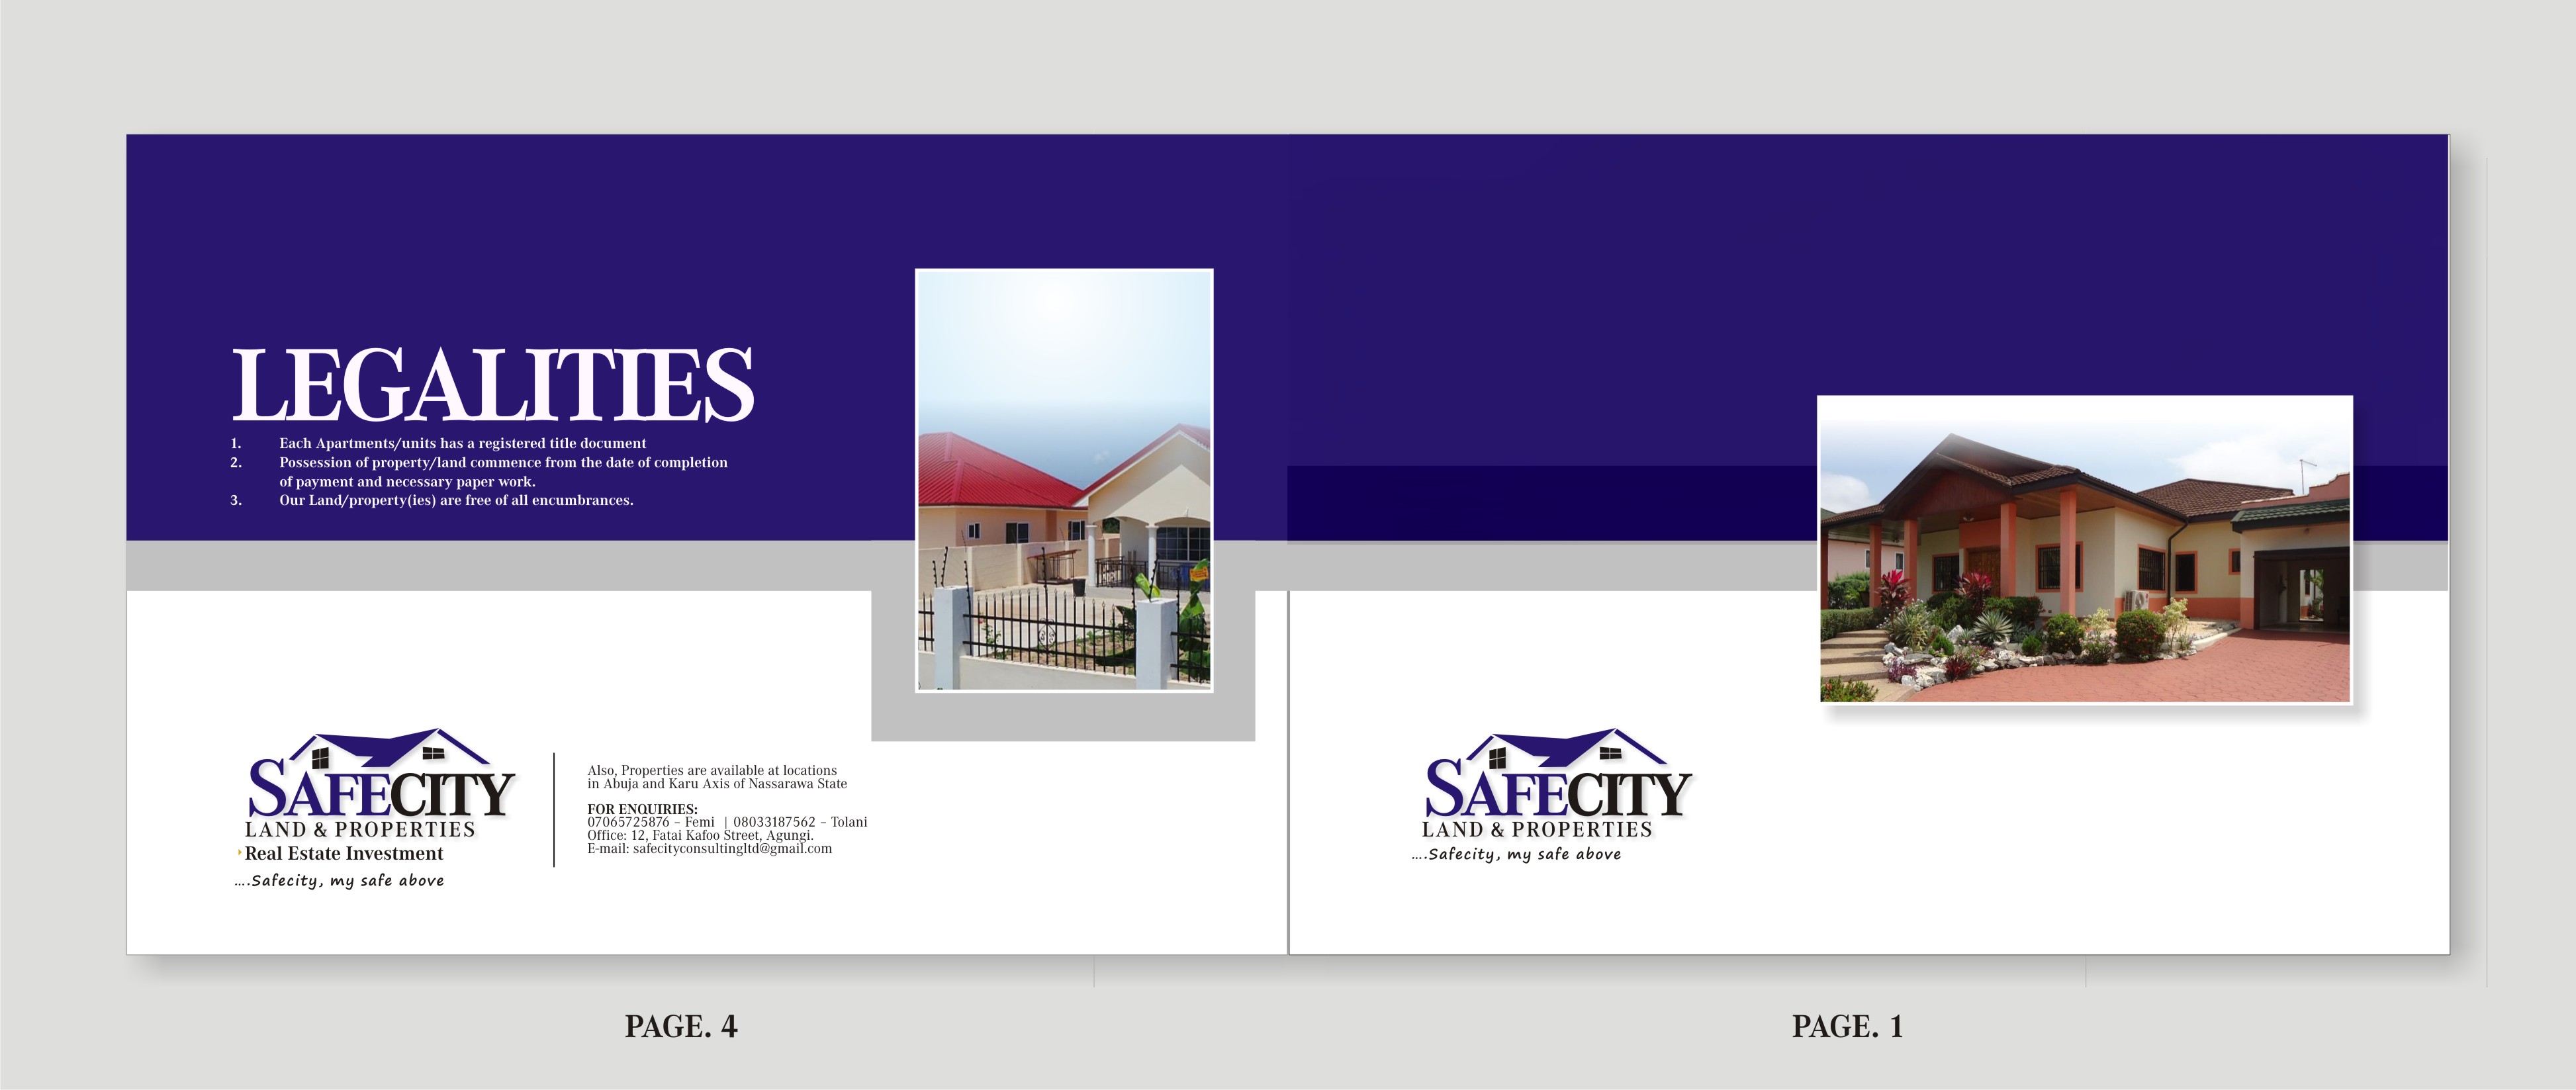 LEGALITIES
1. Each Apartments/units has a registered title document
2. Possession of property/land commence from the date of completion
of payment and necessary paper work.
3. Our Land/property(ies) are free of all encumbrances.
SAFECITY
LAND & PROPERTIES
Real Estate Investment
....Safecity, my safe above
Also, Properties are available at locations
in Abuja and Karu Axis of Nassarawa State
FOR ENQUIRIES:
07065725876 – Femi | 08033187562 – Tolani
Office: 12, Fatai Kafoo Street, Agungi.
E-mail: safecityconsultingltd@gmail.com
SAFECITY
LAND & PROPERTIES
....Safecity, my safe above
PAGE. 4
PAGE. 1